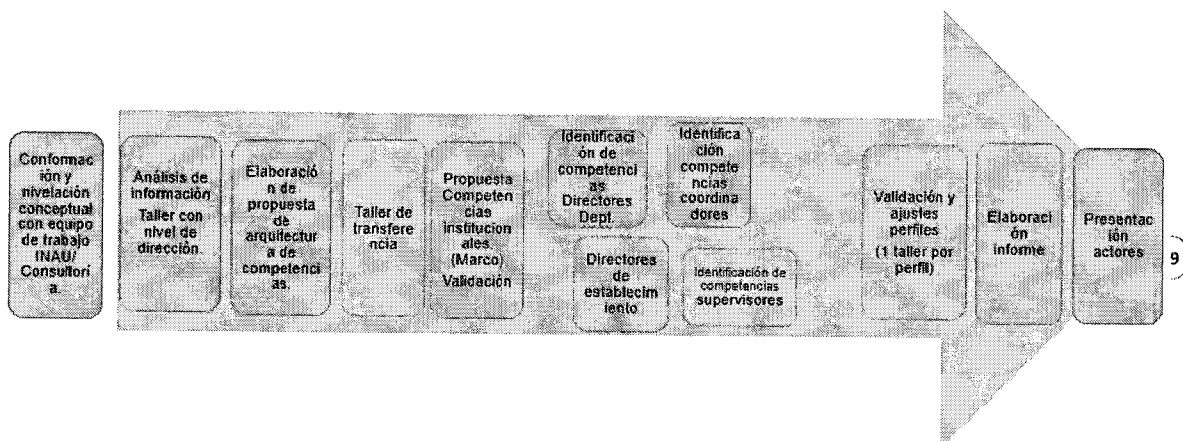 Conformac
ión y
nivelación
conceptual
con equipo
de trabajo
INAU/
Consultorí
a.
Análisis de
información
Taller con
nivel de
dirección.
Elaboració
n de
propuesta
de
arquitectur
a de
competenci
as.
Taller de
transfere
ncia
Propuesta
Competen
cias
institucion
ales.
(Marco)
Validación
Identificaci
ón de
competenci
as
Directores
Dept.
Identifica
ción
compete
ncias
coordina
dores
Directores
de
establecim
iento
Identificación de
competencias
supervisores
Validación y
ajustes
perfiles
(1 taller por
perfil)
Elaboraci
ón
informe
Presentac
ión
actores
9